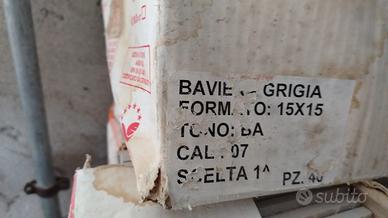 BAVIE GRIGIA
FORMATO: 15X15
TONO: BA
CAL 07
SCELTA 1^ PZ. 40
subito